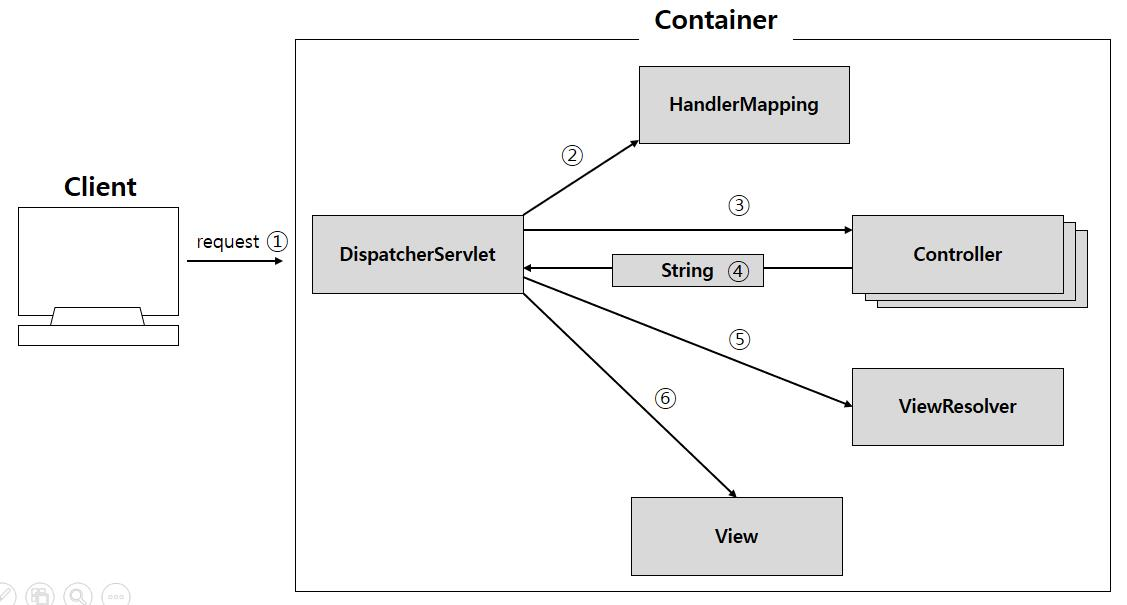 Container
HandlerMapping
②
Client
③
request ①
DispatcherServlet
Controller
String ④
⑤
⑥
ViewResolver
View